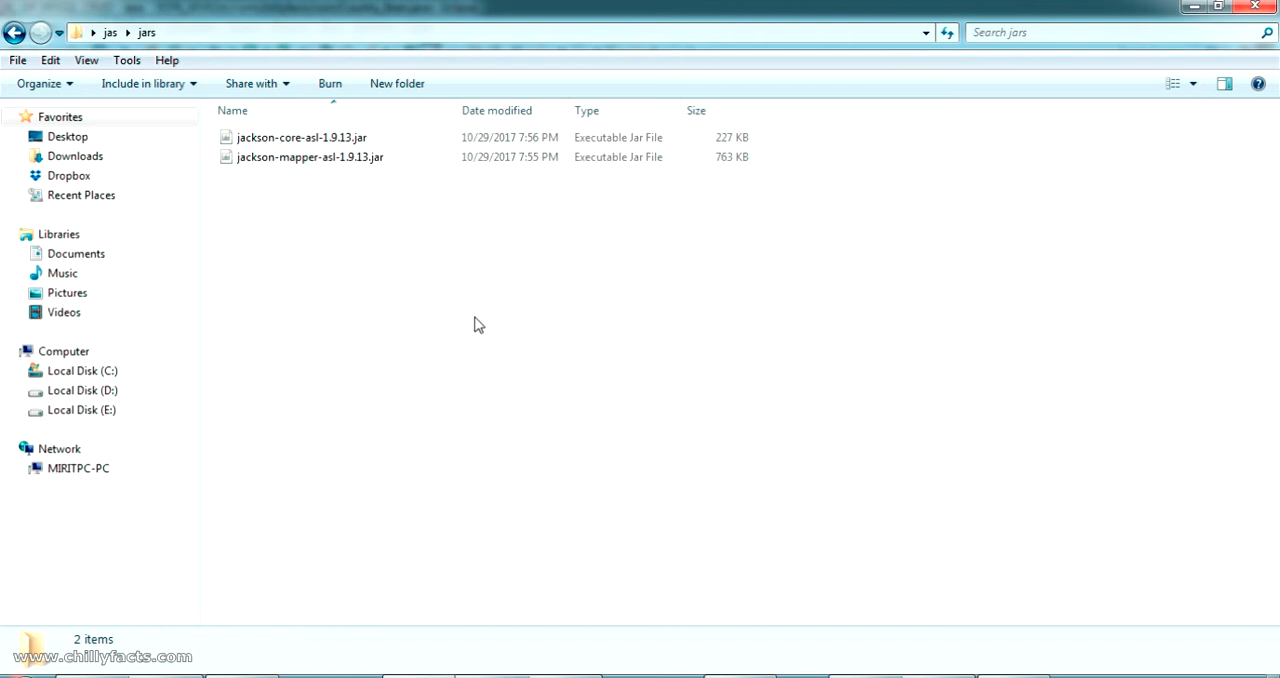 jas jars
Search jars
File Edit View Tools Help
Organize Include in library Share with Burn New folder
Name Date modified Type Size
jackson-core-asl-1.9.13.jar 10/29/2017 7:56 PM Executable Jar File 227 KB
jackson-mapper-asl-1.9.13.jar 10/29/2017 7:55 PM Executable Jar File 763 KB
Favorites
Desktop
Downloads
Dropbox
Recent Places
Libraries
Documents
Music
Pictures
Videos
Computer
Local Disk (C:)
Local Disk (D:)
Local Disk (E:)
Network
MIRITPC-PC
2 items
www.chillyfacts.com